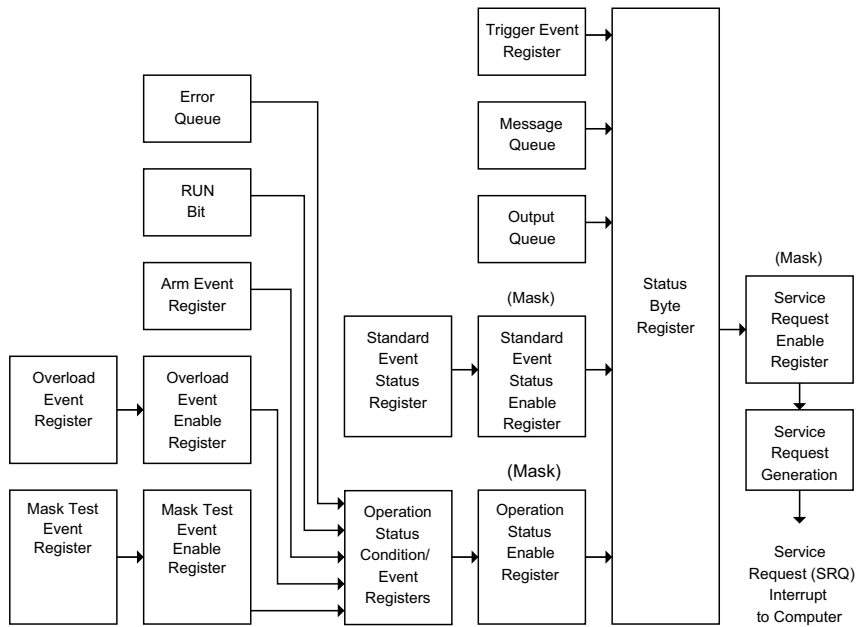 Trigger Event
Register
Error
Queue
Message
Queue
RUN
Bit
Output
Queue
(Mask)
Arm Event
Register
(Mask)
Status
Byte
Register
Service
Request
Enable
Register
Standard
Event
Status
Register
Standard
Event
Status
Enable
Register
Overload
Event
Register
Overload
Event
Enable
Register
Service
Request
Generation
(Mask)
Mask Test
Event
Register
Mask Test
Event
Enable
Register
Operation
Status
Condition/
Event
Registers
Operation
Status
Enable
Register
Service
Request (SRQ)
Interrupt
to Computer